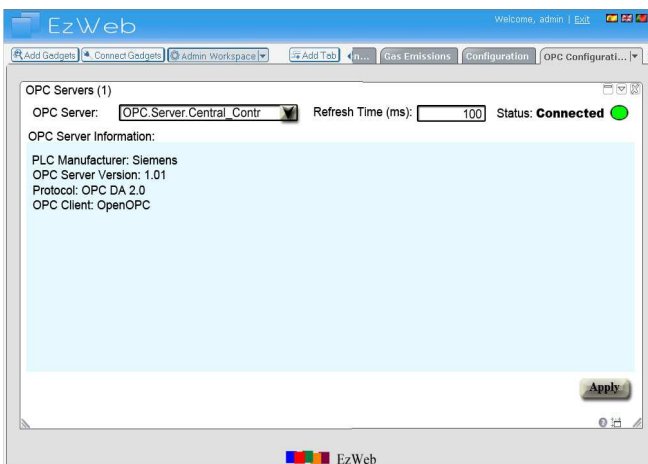 EzWeb
Welcome, admin | Exit
Add Gadgets Connect Gadgets Admin Workspace Add Tab n... Gas Emissions Configuration OPC Configurati...
OPC Servers (1)
OPC Server: OPC.Server.Central_Contr Refresh Time (ms): 100 Status: Connected
OPC Server Information:
PLC Manufacturer: Siemens
OPC Server Version: 1.01
Protocol: OPC DA 2.0
OPC Client: OpenOPC
Apply
EzWeb